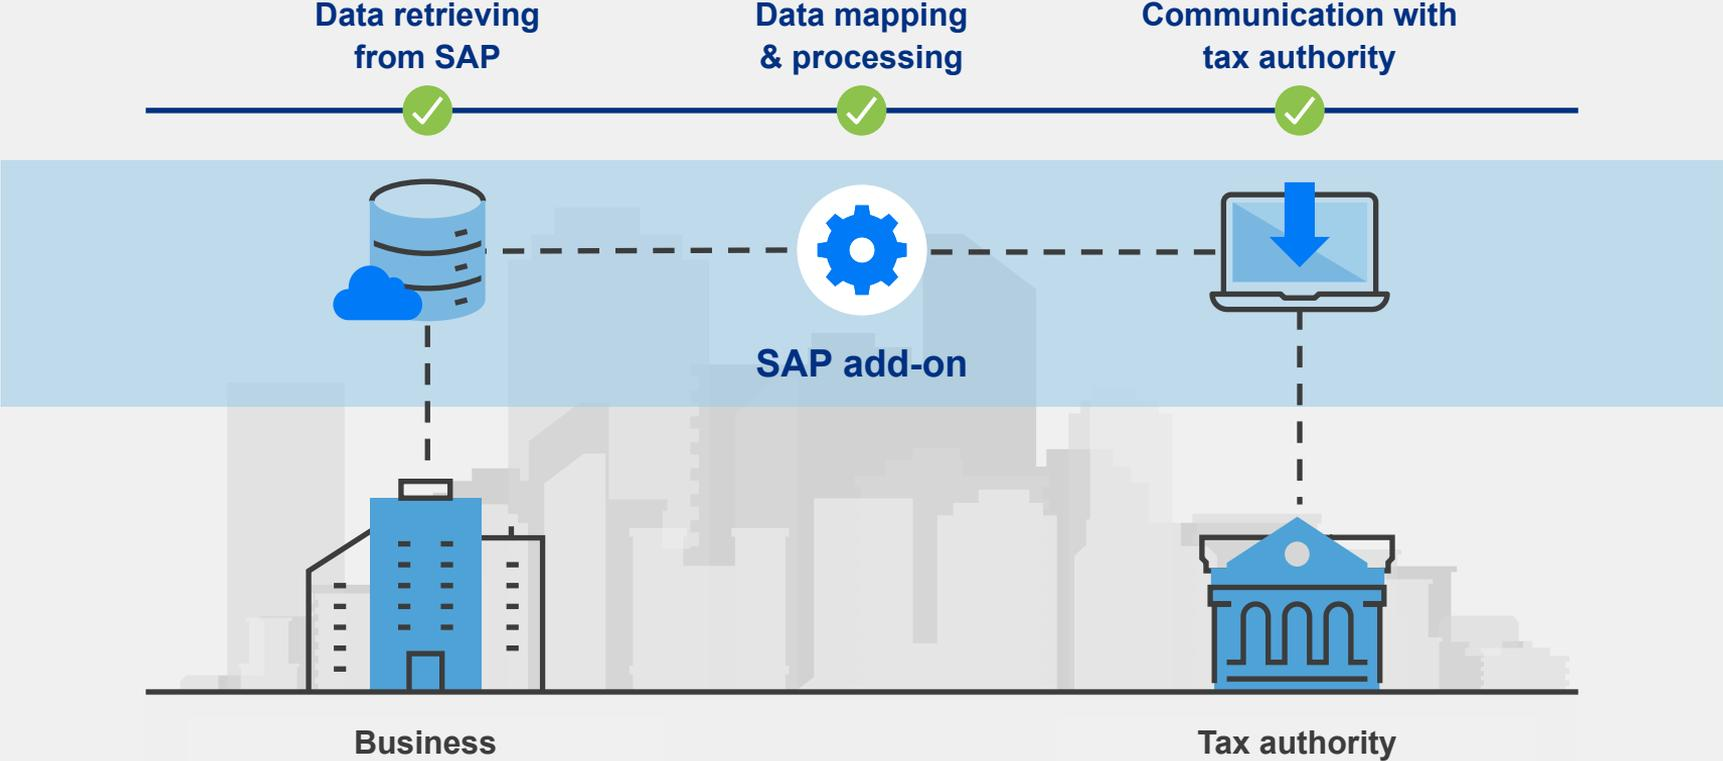 Data retrieving
from SAP
Data mapping
& processing
Communication with
tax authority
SAP add-on
Business
Tax authority